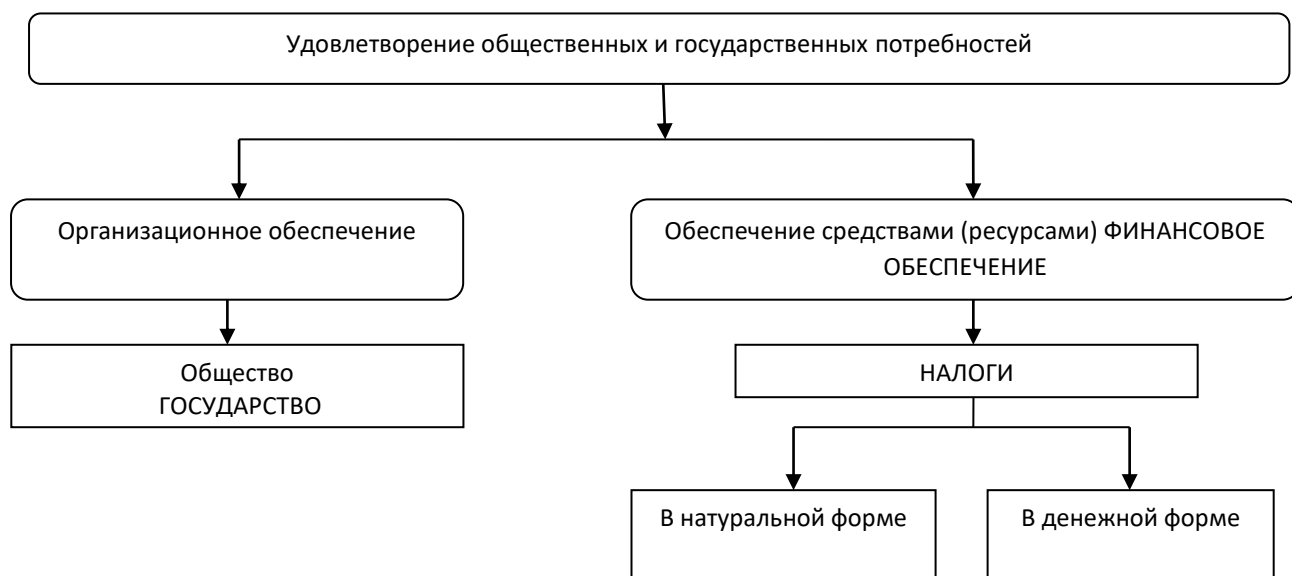 Удовлетворение общественных и государственных потребностей
Организационное обеспечение
Обеспечение средствами (ресурсами) ФИНАНСОВОЕ
ОБЕСПЕЧЕНИЕ
Общество
ГОСУДАРСТВО
НАЛОГИ
В натуральной форме
В денежной форме